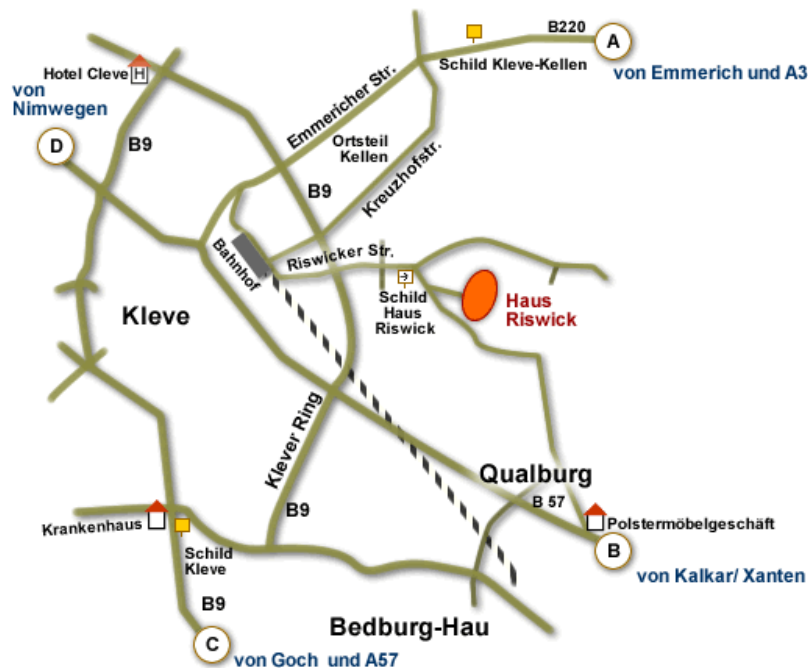 B220
A
Schild Kleve-Kellen
von Emmerich und A3
Hotel Cleve
H
von
Nimwegen
D
B9
Emmericher Str.
Ortsteil
Kellen
B9
Kreuzhofstr.
Bahnhof
Riswicker Str.
Schild
Haus
Riswick
Haus
Riswick
Kleve
Klever Ring
B9
Qualburg
B 57
Polstermöbelgeschäft
B
von Kalkar/ Xanten
Krankenhaus
Schild
Kleve
B9
C
von Goch und A57
Bedburg-Hau